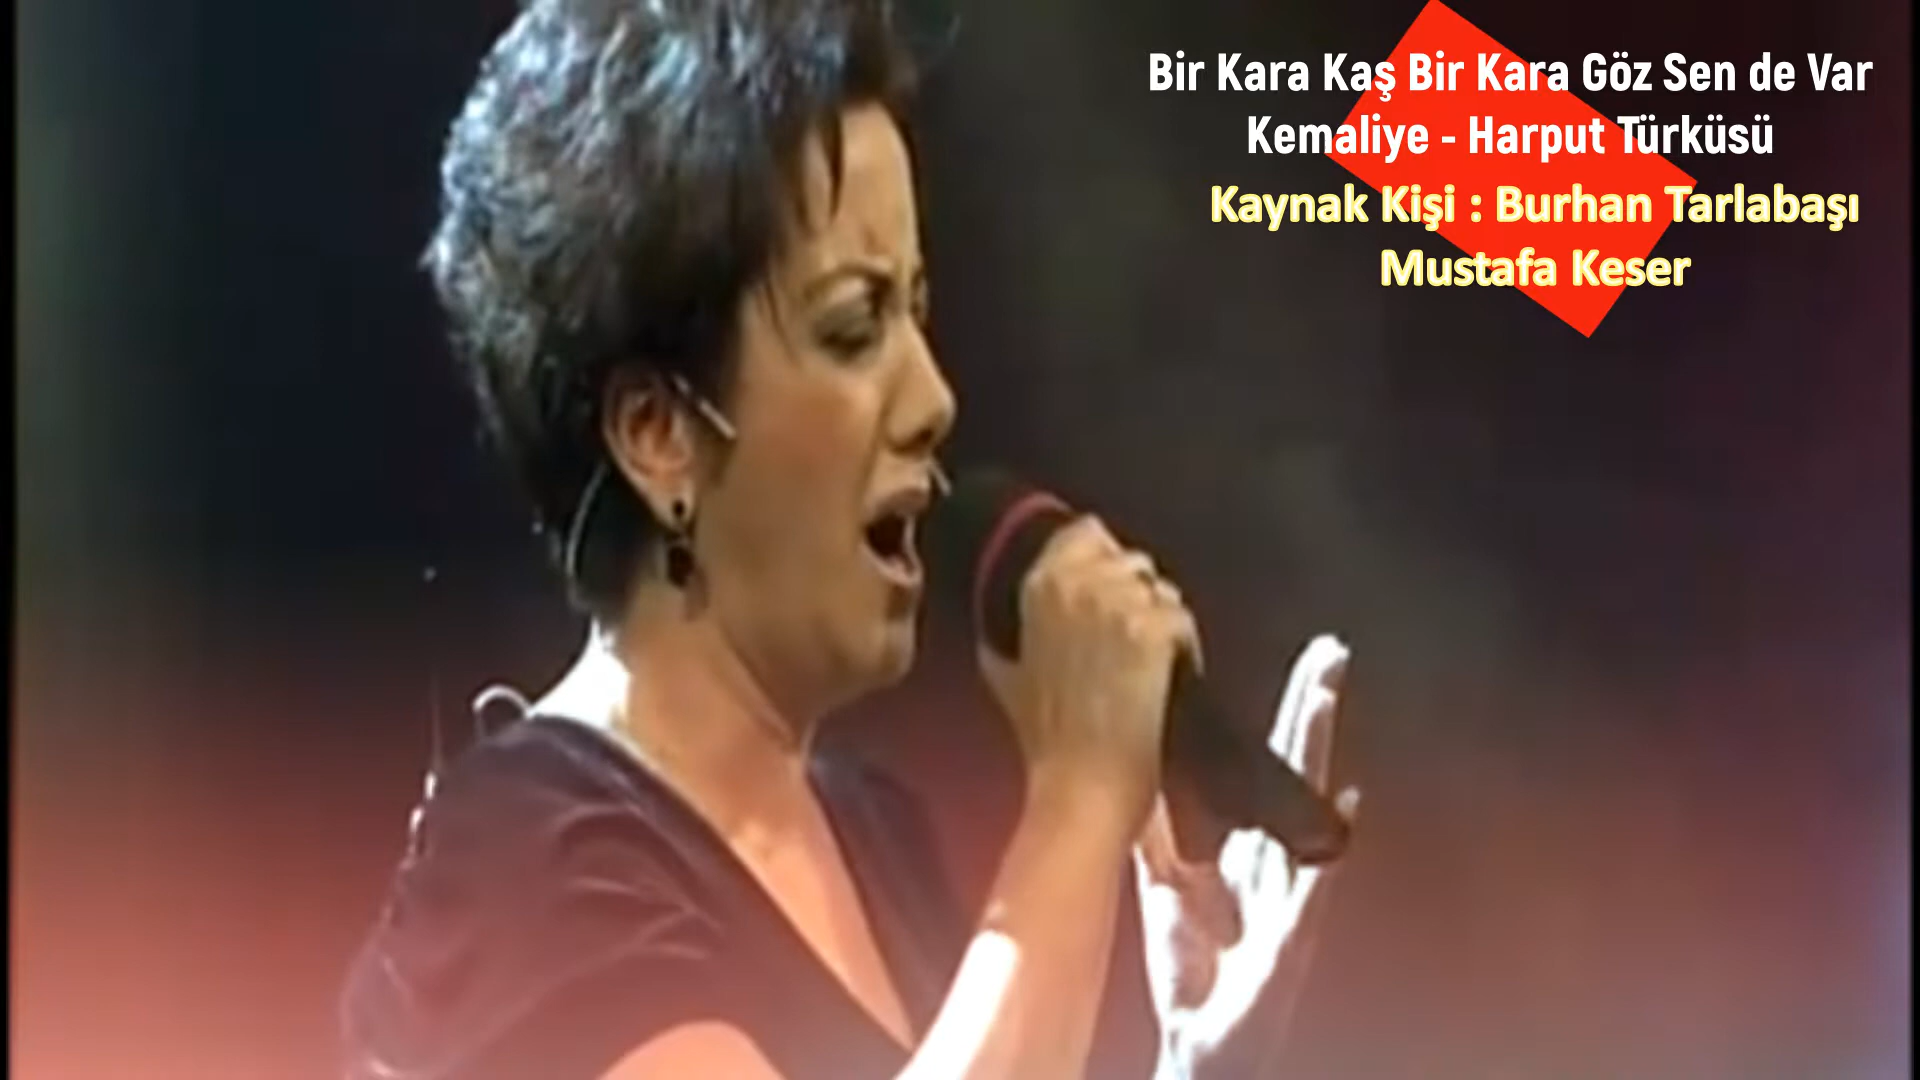 Bir Kara Kaş Bir Kara Göz Sen de Var
Kemaliye - Harput Türküsü
Kaynak Kişi : Burhan Tarlabaşı
Mustafa Keser